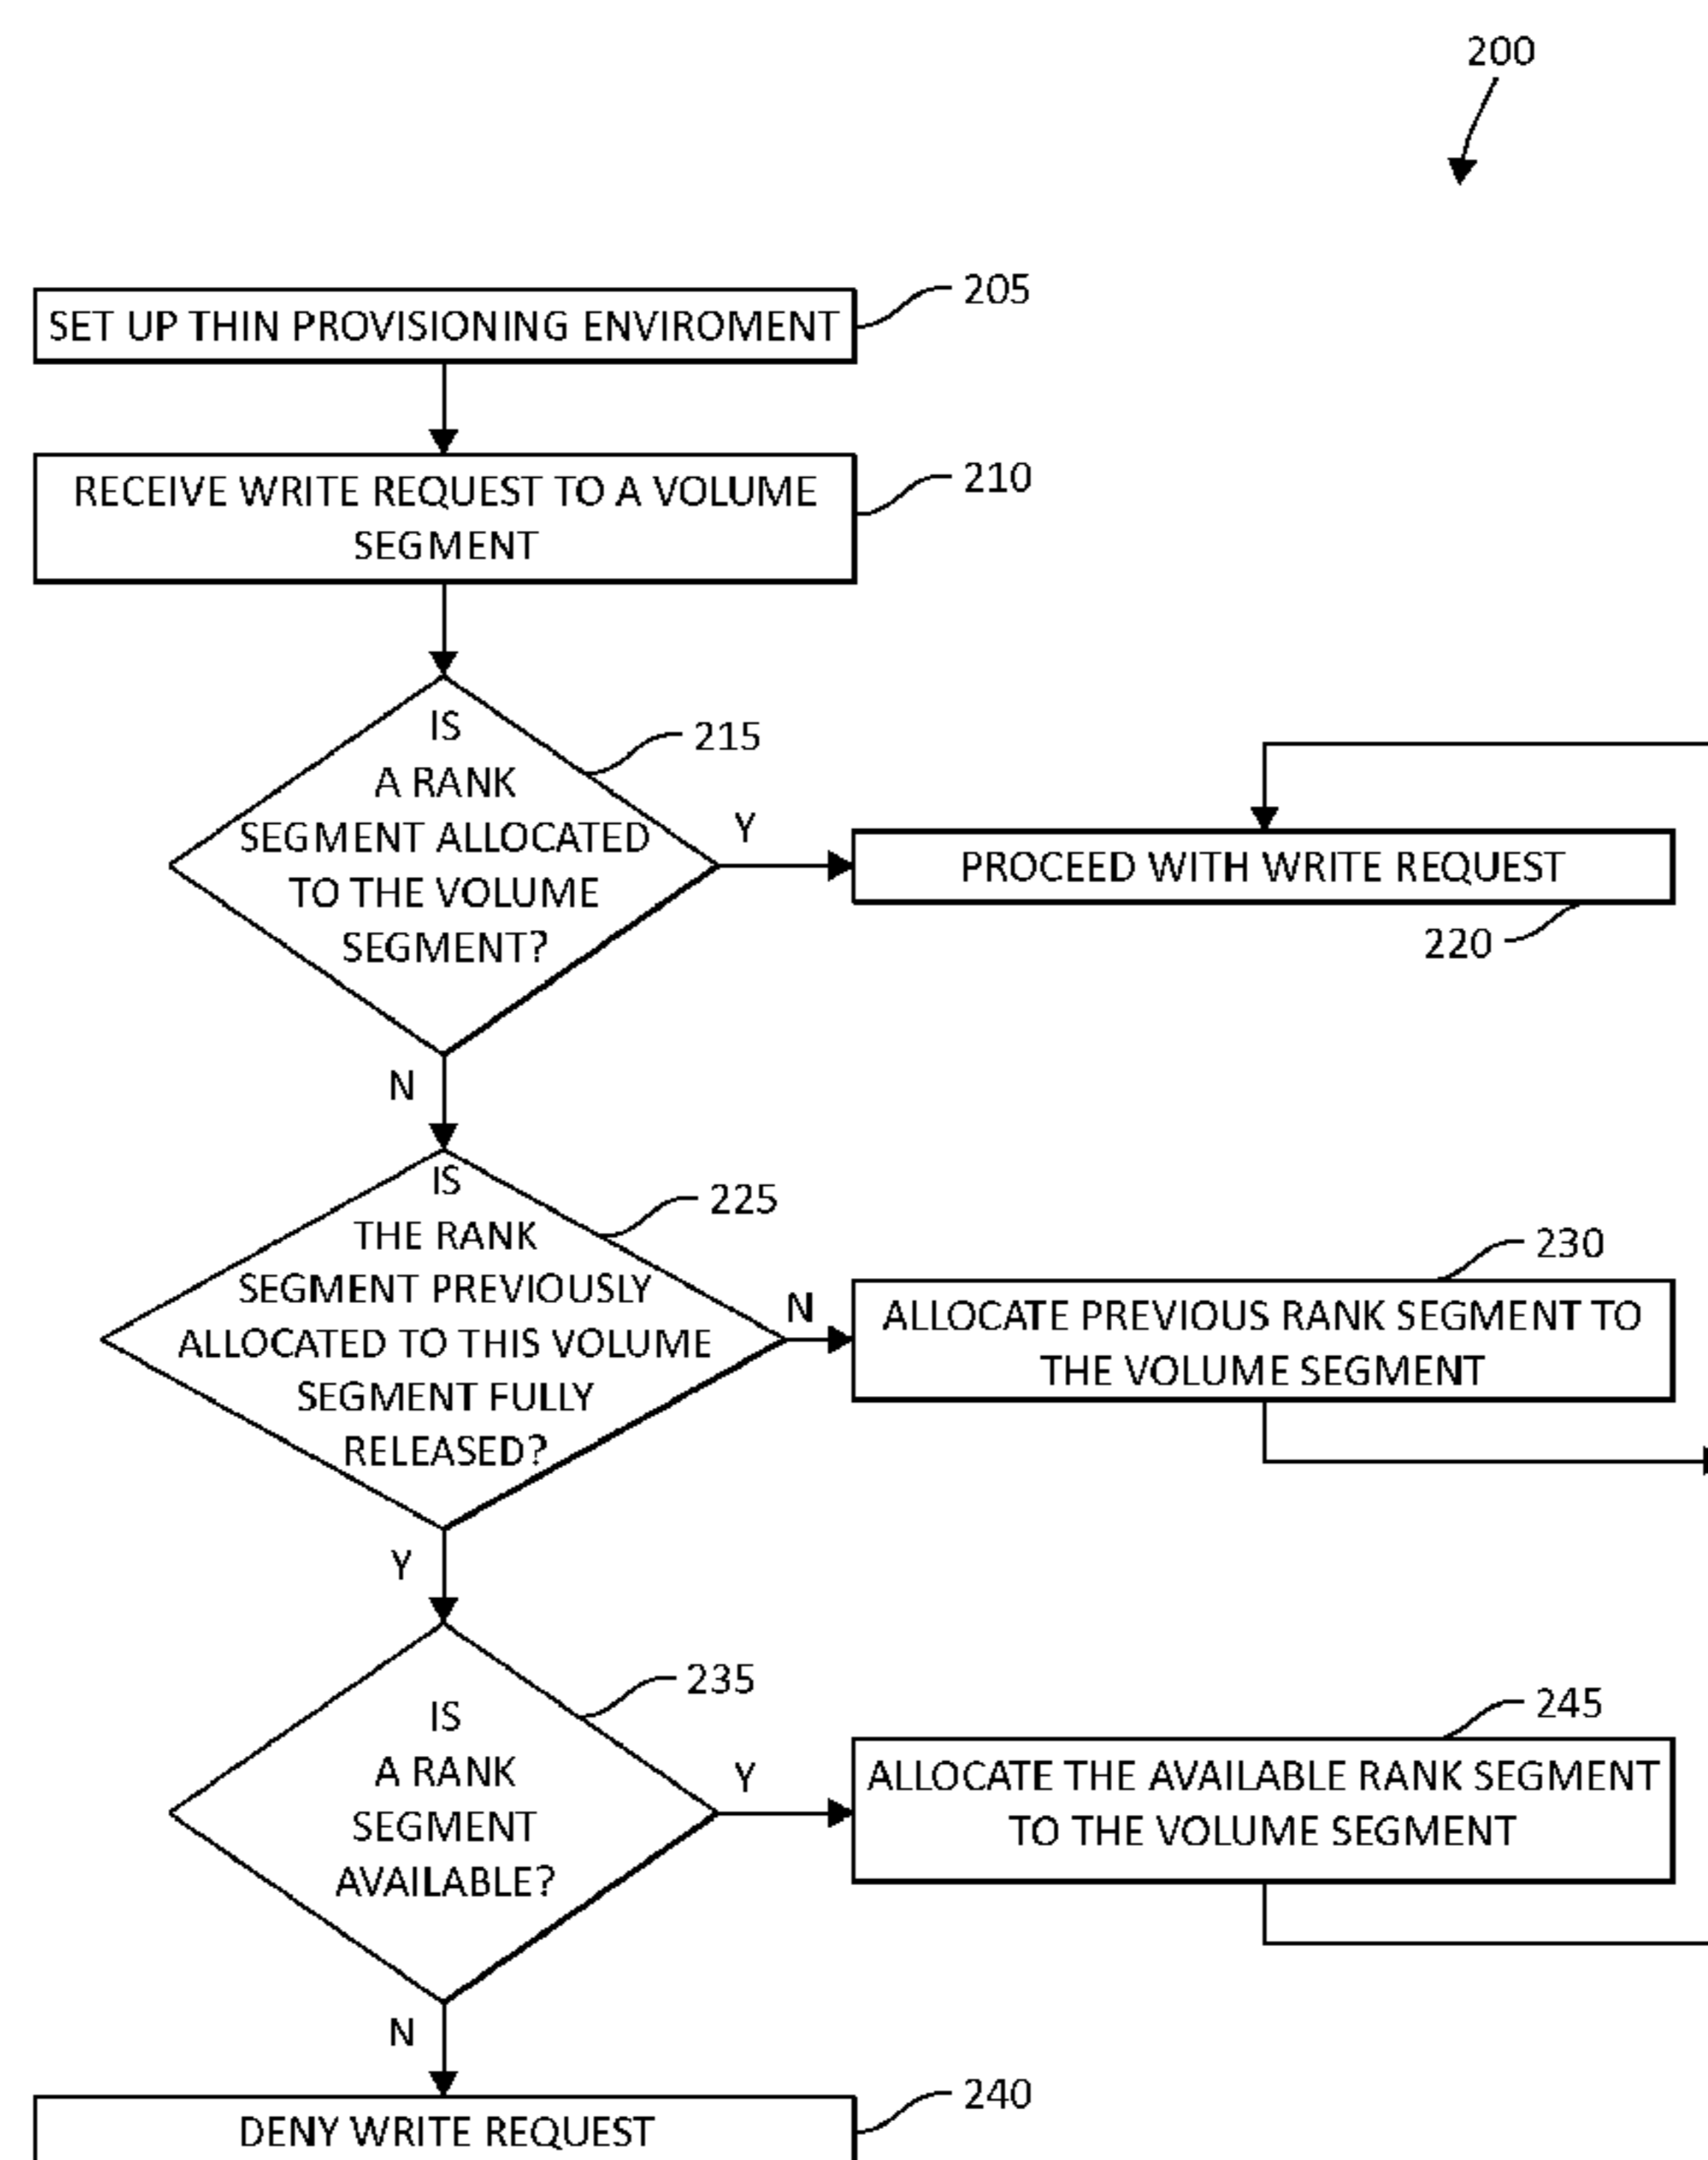 200
SET UP THIN PROVISIONING ENVIROMENT
205
RECEIVE WRITE REQUEST TO A VOLUME
SEGMENT
210
IS
A RANK
SEGMENT ALLOCATED
TO THE VOLUME
SEGMENT?
215
Y
PROCEED WITH WRITE REQUEST
220
N
IS
THE RANK
SEGMENT PREVIOUSLY
ALLOCATED TO THIS VOLUME
SEGMENT FULLY
RELEASED?
225
N
ALLOCATE PREVIOUS RANK SEGMENT TO
THE VOLUME SEGMENT
230
Y
IS
A RANK
SEGMENT
AVAILABLE?
235
Y
ALLOCATE THE AVAILABLE RANK SEGMENT
TO THE VOLUME SEGMENT
245
N
DENY WRITE REQUEST
240